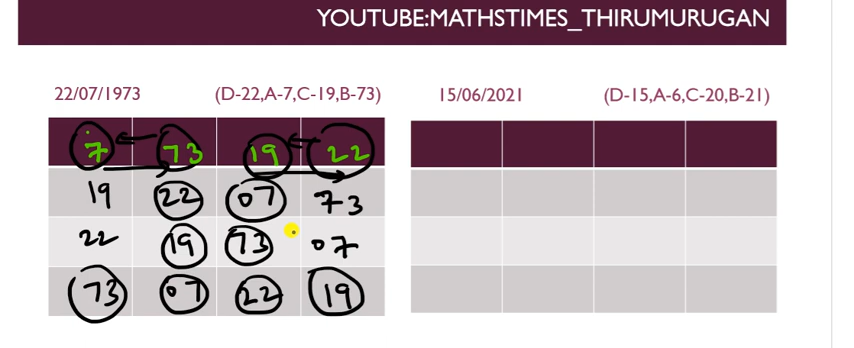 YOUTUBE:MATHSTIMES_THIRUMURUGAN
22/07/1973 (D-22,A-7,C-19,B-73) 15/06/2021 (D-15,A-6,C-20,B-21)
7 73 19 22
19 22 07 73
22 19 73 07
73 07 22 19